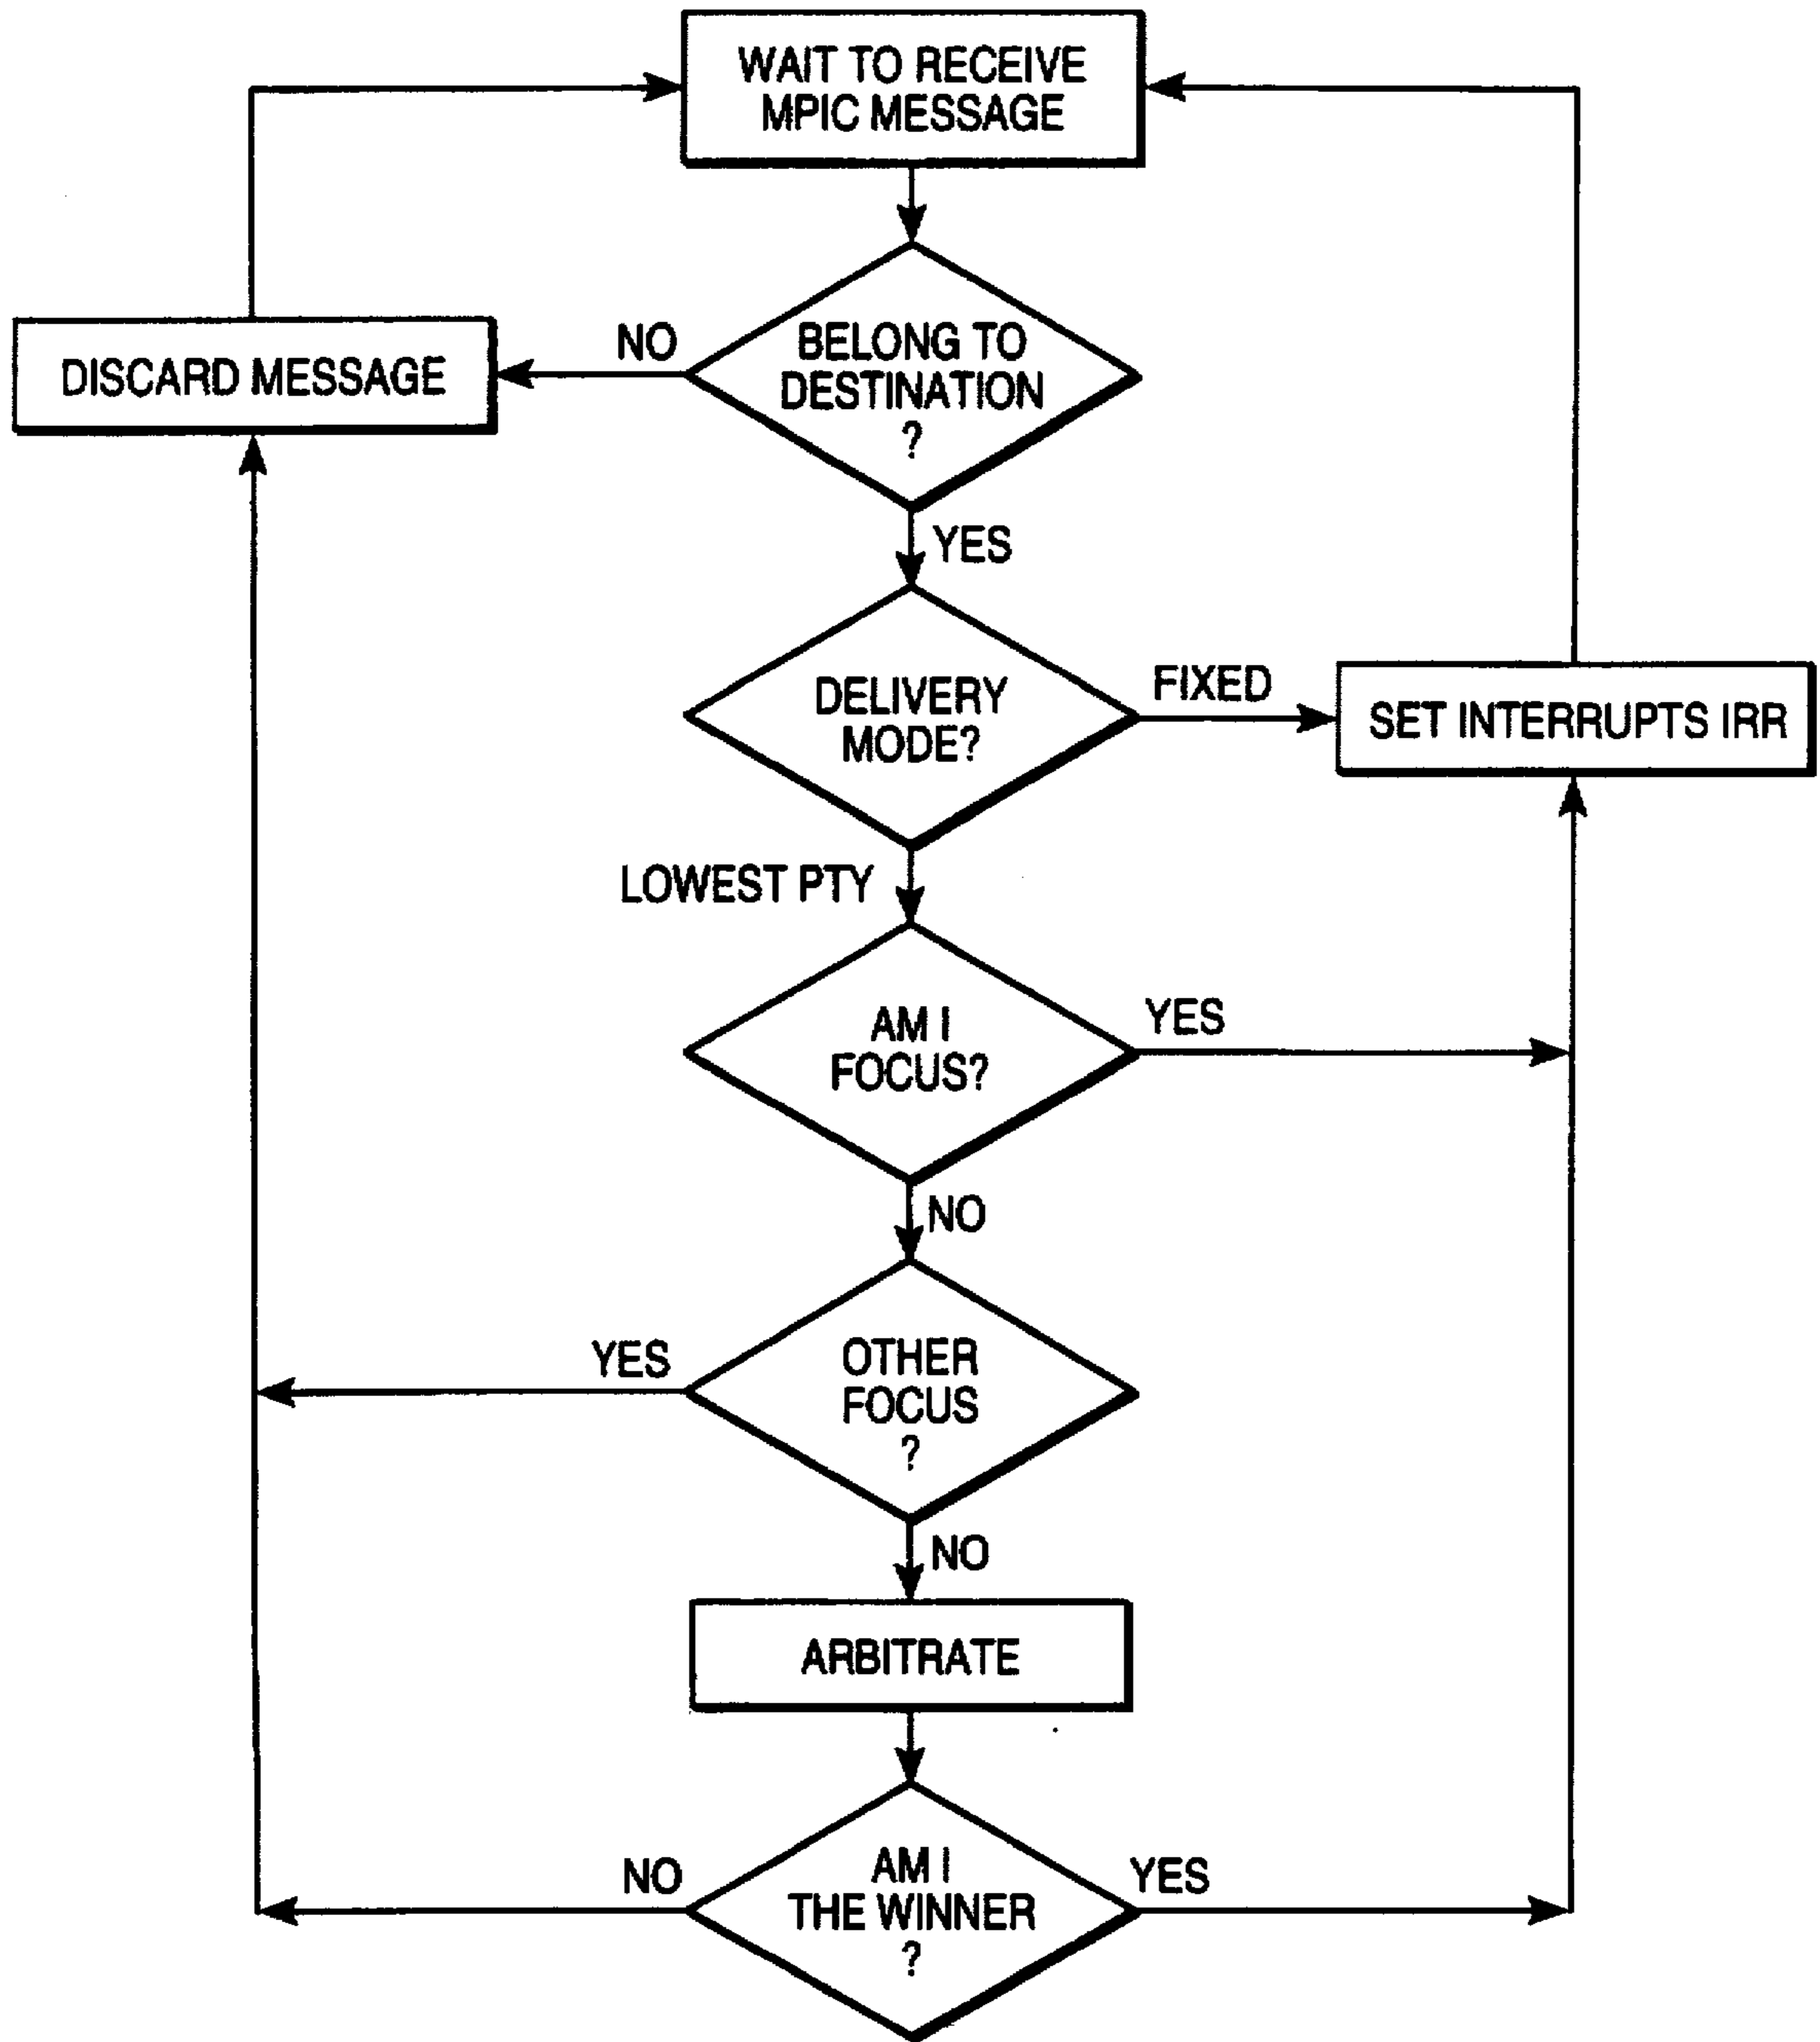 WAIT TO RECEIVE
MPIC MESSAGE
DISCARD MESSAGE
NO
BELONG TO
DESTINATION
?
YES
DELIVERY
MODE?
FIXED
SET INTERRUPTS IRR
LOWEST PTY
AM I
FOCUS?
YES
NO
YES
OTHER
FOCUS
?
NO
ARBITRATE
NO
AM I
THE WINNER
?
YES